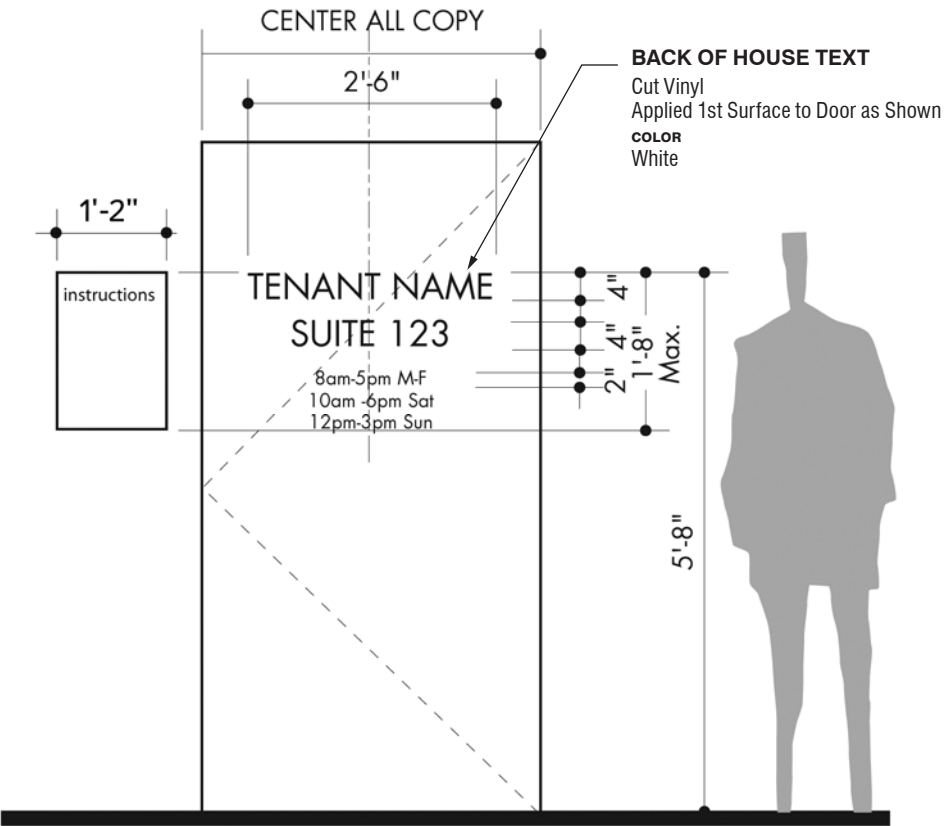 CENTER ALL COPY
2'-6"
BACK OF HOUSE TEXT
Cut Vinyl
Applied 1st Surface to Door as Shown
COLOR
White
1'-2"
instructions
TENANT NAME
SUITE 123
8am-5pm M-F
10am -6pm Sat
12pm-3pm Sun
4"
4"
2"
1'-8"
Max.
5'-8"